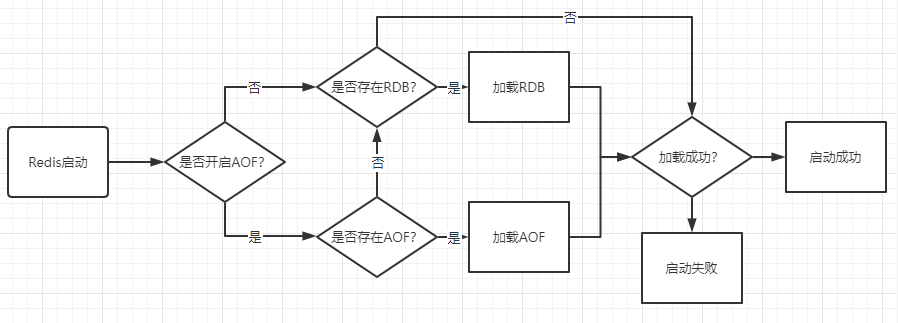 否
是否存在RDB?
是
加载RDB
否
Redis启动
是否开启AOF?
否
加载成功?
启动成功
是
是否存在AOF?
是
加载AOF
启动失败